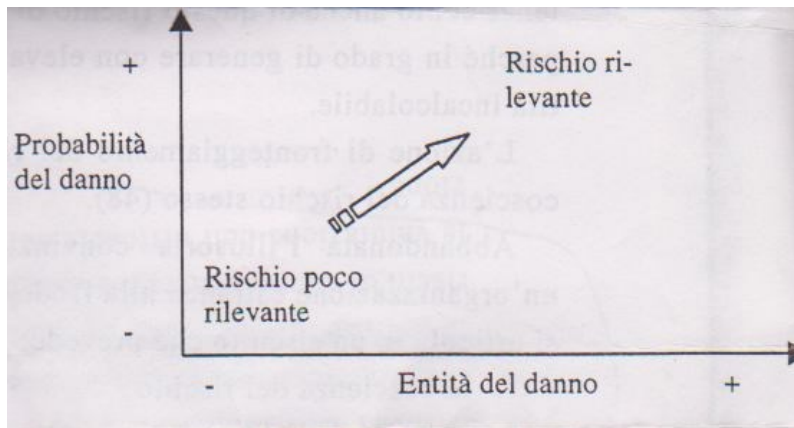 +
Rischio ri-
levante
Probabilità
del danno
Rischio poco
rilevante
-
-
Entità del danno
+